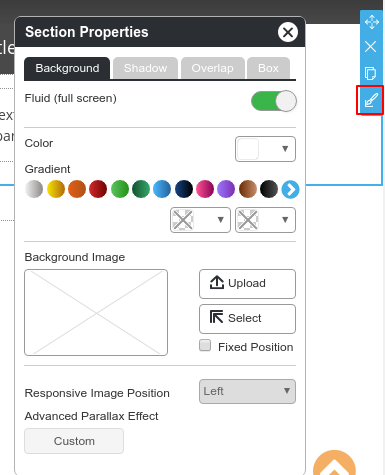 Section Properties
Background
Shadow
Overlap
Box
Fluid (full screen)
Color
Gradient
Background Image
Upload
Select
Fixed Position
Responsive Image Position
Left
Advanced Parallax Effect
Custom